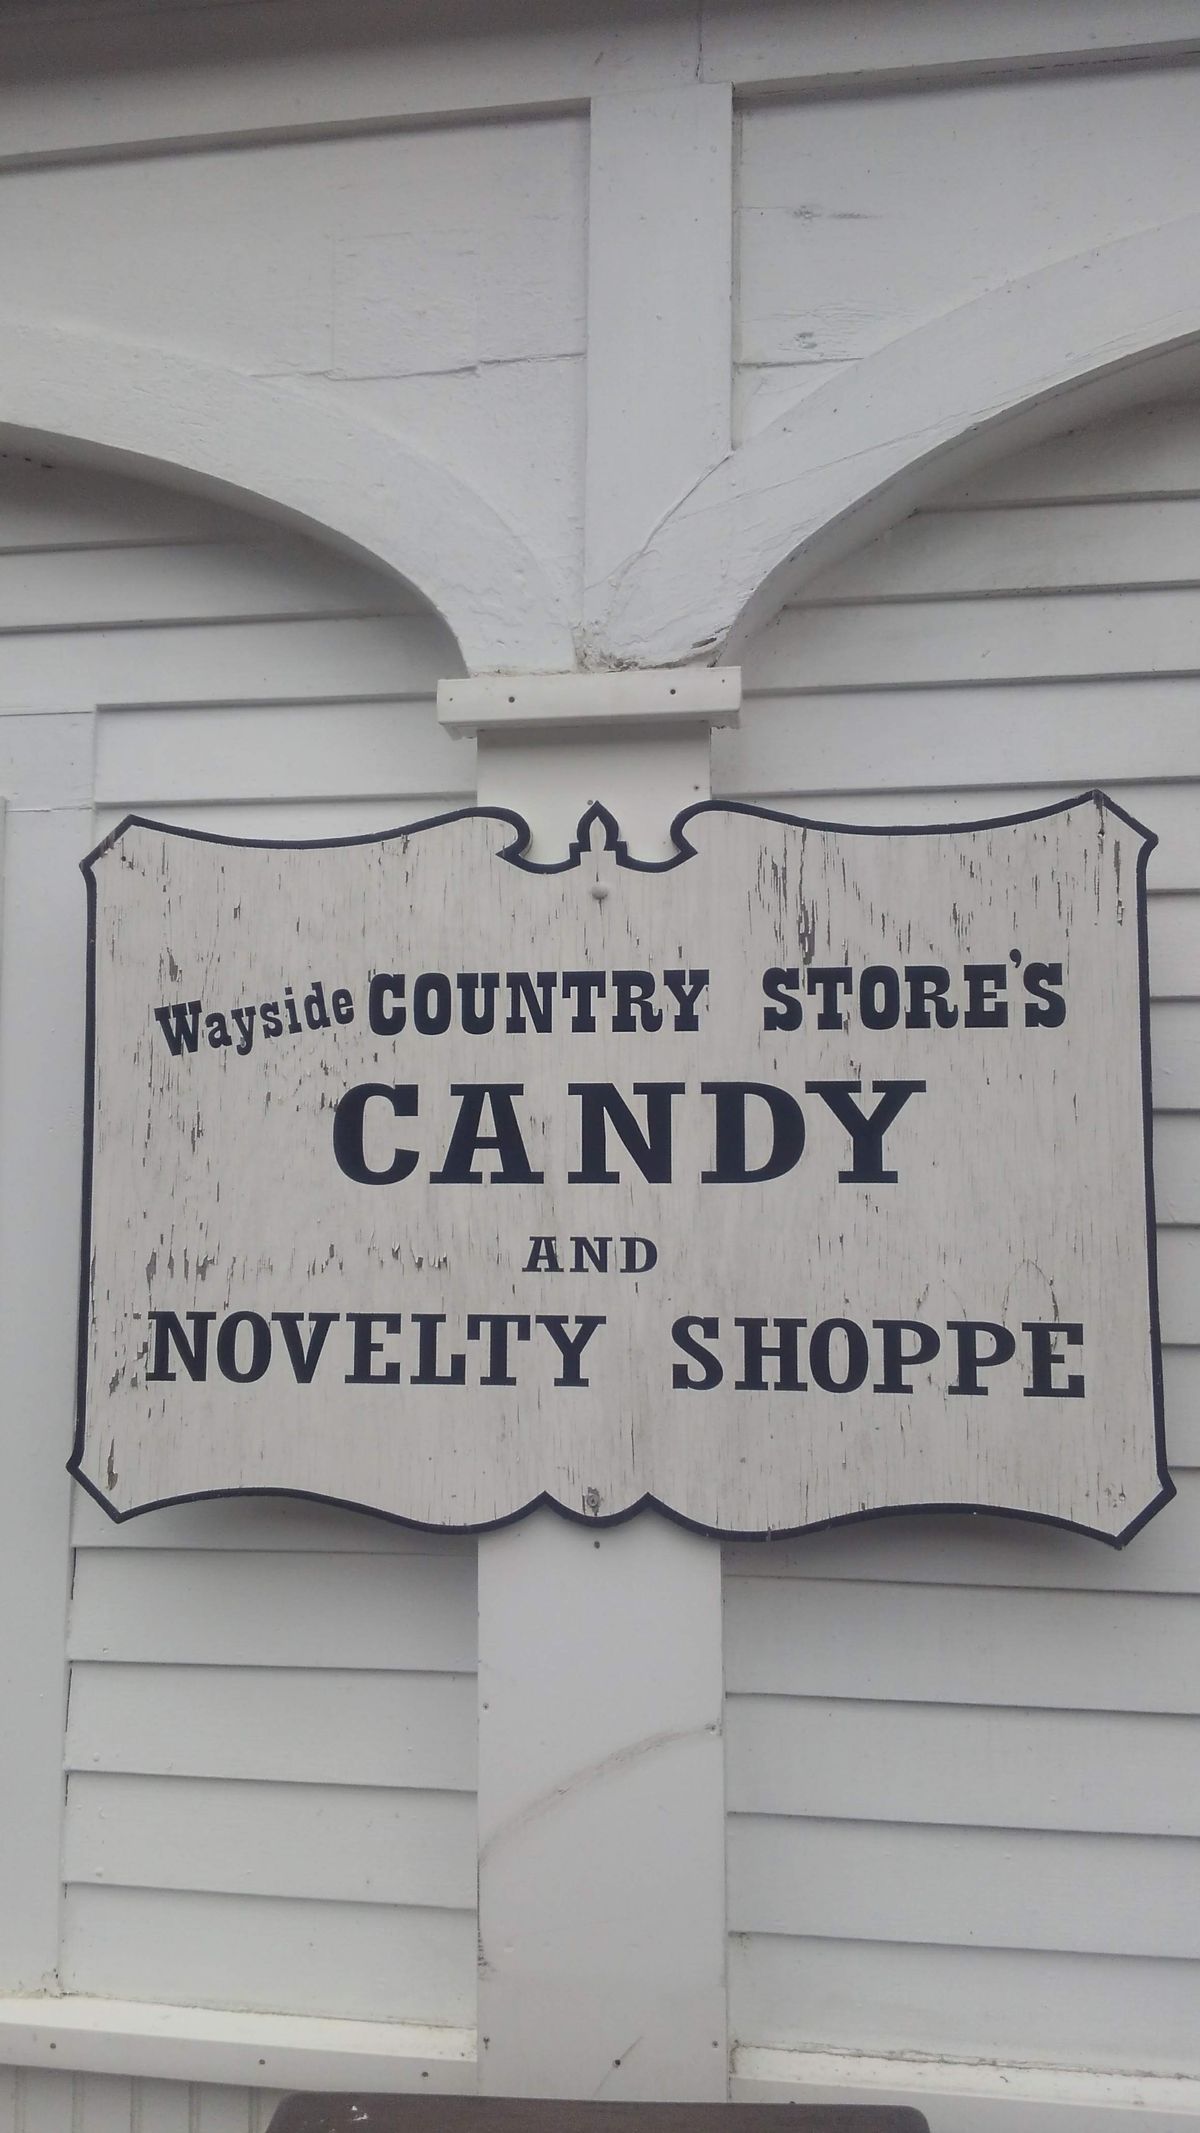 Wayside COUNTRY STORE'S
CANDY
AND
NOVELTY SHOPPE